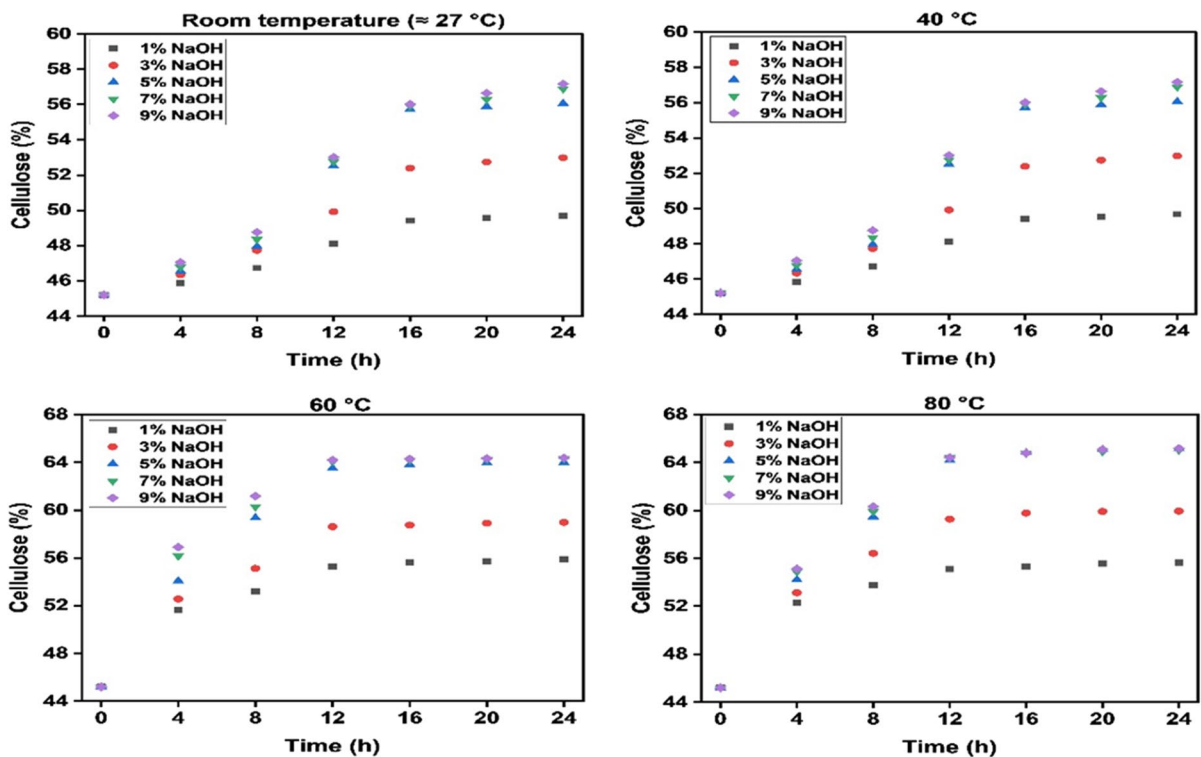 Room temperature (≈ 27 °C)
Cellulose (%)
60
58
56
54
52
50
48
46
44
1% NaOH
3% NaOH
5% NaOH
7% NaOH
9% NaOH
0 4 8 12 16 20 24
Time (h)
40 °C
Cellulose (%)
60
58
56
54
52
50
48
46
44
1% NaOH
3% NaOH
5% NaOH
7% NaOH
9% NaOH
0 4 8 12 16 20 24
Time (h)
60 °C
Cellulose (%)
68
64
60
56
52
48
44
1% NaOH
3% NaOH
5% NaOH
7% NaOH
9% NaOH
0 4 8 12 16 20 24
Time (h)
80 °C
Cellulose (%)
68
64
60
56
52
48
44
1% NaOH
3% NaOH
5% NaOH
7% NaOH
9% NaOH
0 4 8 12 16 20 24
Time (h)